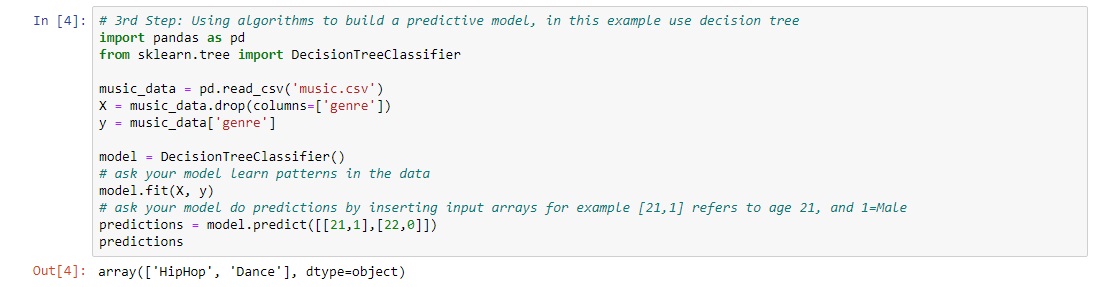 In [4]: # 3rd Step: Using algorithms to build a predictive model, in this example use decision tree
import pandas as pd
from sklearn.tree import DecisionTreeClassifier
music_data = pd.read_csv('music.csv')
X = music_data.drop(columns=['genre'])
y = music_data['genre']
model = DecisionTreeClassifier()
# ask your model learn patterns in the data
model.fit(X, y)
# ask your model do predictions by inserting input arrays for example [21,1] refers to age 21, and 1=Male
predictions = model.predict([[21,1],[22,0]])
predictions
Out[4]: array(['HipHop', 'Dance'], dtype=object)